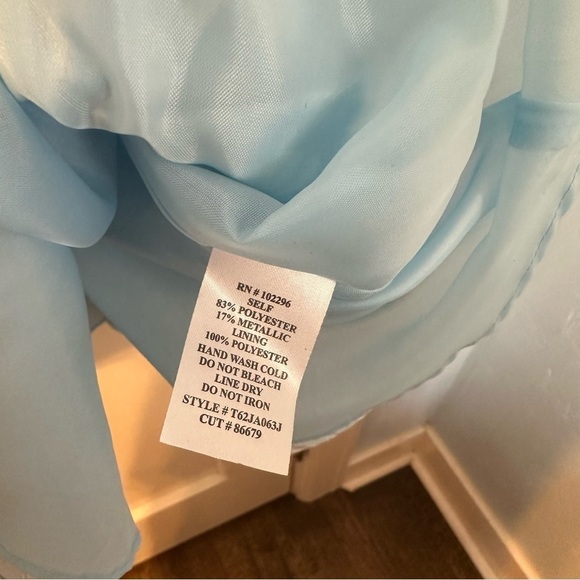 RN # 102296
SELF
83% POLYESTER
17% METALLIC
LINING
100% POLYESTER
HAND WASH COLD
DO NOT BLEACH
LINE DRY
DO NOT IRON
STYLE # T62JA063J
CUT # 86679